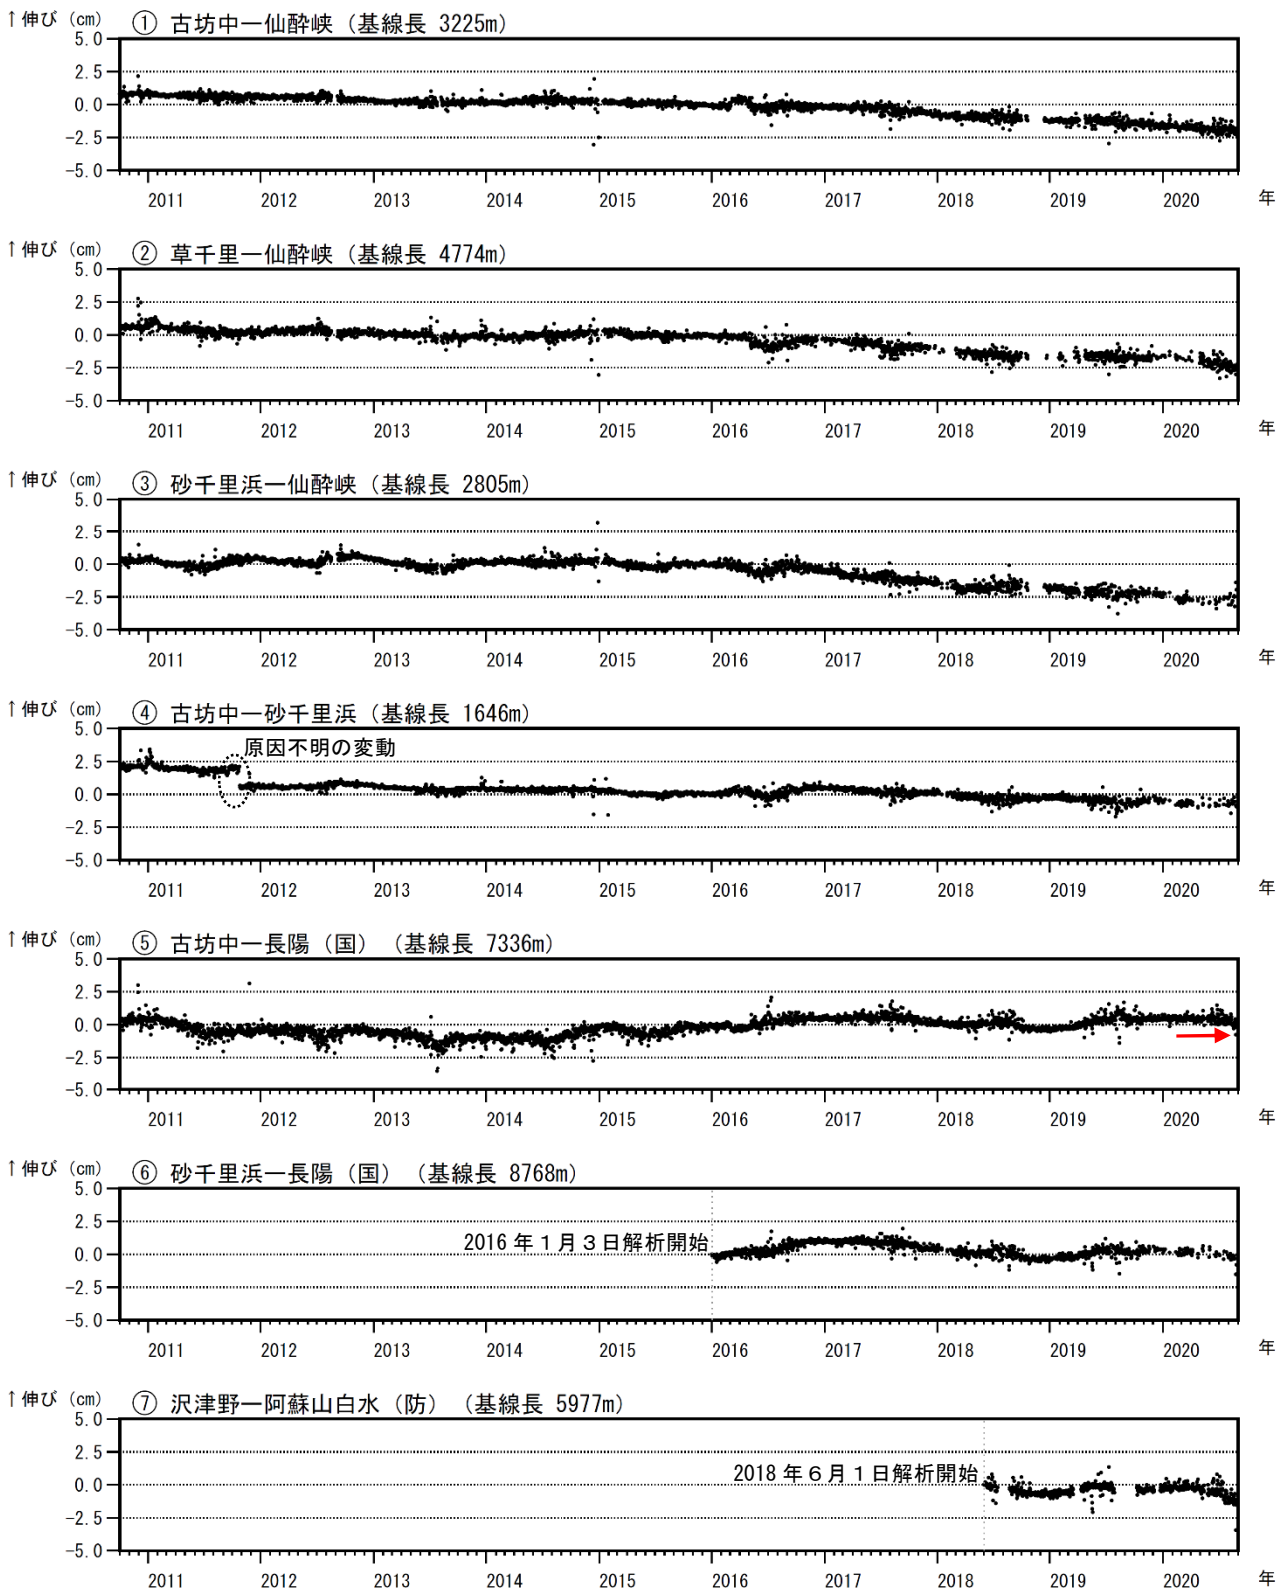 ↑伸び (cm) ① 古坊中ー仙酔峡 (基線長 3225m)
5.0
2.5
0.0
-2.5
-5.0
2011 2012 2013 2014 2015 2016 2017 2018 2019 2020 年
↑伸び (cm) ② 草千里ー仙酔峡 (基線長 4774m)
5.0
2.5
0.0
-2.5
-5.0
2011 2012 2013 2014 2015 2016 2017 2018 2019 2020 年
↑伸び (cm) ③ 砂千里浜ー仙酔峡 (基線長 2805m)
5.0
2.5
0.0
-2.5
-5.0
2011 2012 2013 2014 2015 2016 2017 2018 2019 2020 年
↑伸び (cm) ④ 古坊中ー砂千里浜 (基線長 1646m)
5.0
原因不明の変動
2.5
0.0
-2.5
-5.0
2011 2012 2013 2014 2015 2016 2017 2018 2019 2020 年
↑伸び (cm) ⑤ 古坊中ー長陽（国） (基線長 7336m)
5.0
2.5
0.0
-2.5
-5.0
2011 2012 2013 2014 2015 2016 2017 2018 2019 2020 年
↑伸び (cm) ⑥ 砂千里浜ー長陽（国） (基線長 8768m)
5.0
2.5
2016年１月３日解析開始
0.0
-2.5
-5.0
2011 2012 2013 2014 2015 2016 2017 2018 2019 2020 年
↑伸び (cm) ⑦ 沢津野ー阿蘇山白水（防） (基線長 5977m)
5.0
2.5
2018年６月１日解析開始
0.0
-2.5
-5.0
2011 2012 2013 2014 2015 2016 2017 2018 2019 2020 年